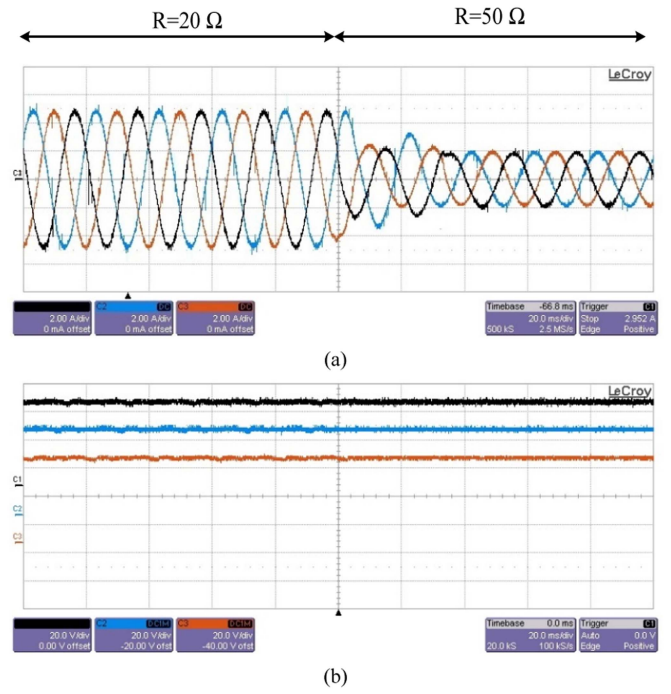 R=20 Ω
R=50 Ω
LeCroy
C3
C2 DC
C3 DC
2.00 A/div
2.00 A/div
2.00 A/div
0 mA offset
0 mA offset
0 mA offset
Timebase -66.8 ms
20.0 ms/div
500 kS 2.5 MS/s
Trigger C1
Stop 2.952 A
Edge Positive
(a)
LeCroy
C1
C2
C3
C2
C3
20.0 V/div
20.0 V/div
20.0 V/div
0.00 V offset
-20.00 V ofst
-40.00 V ofst
Timebase 0.0 ms
20.0 ms/div
20.0 kS 100 kS/s
Trigger C1
Auto 0.0 V
Edge Positive
(b)